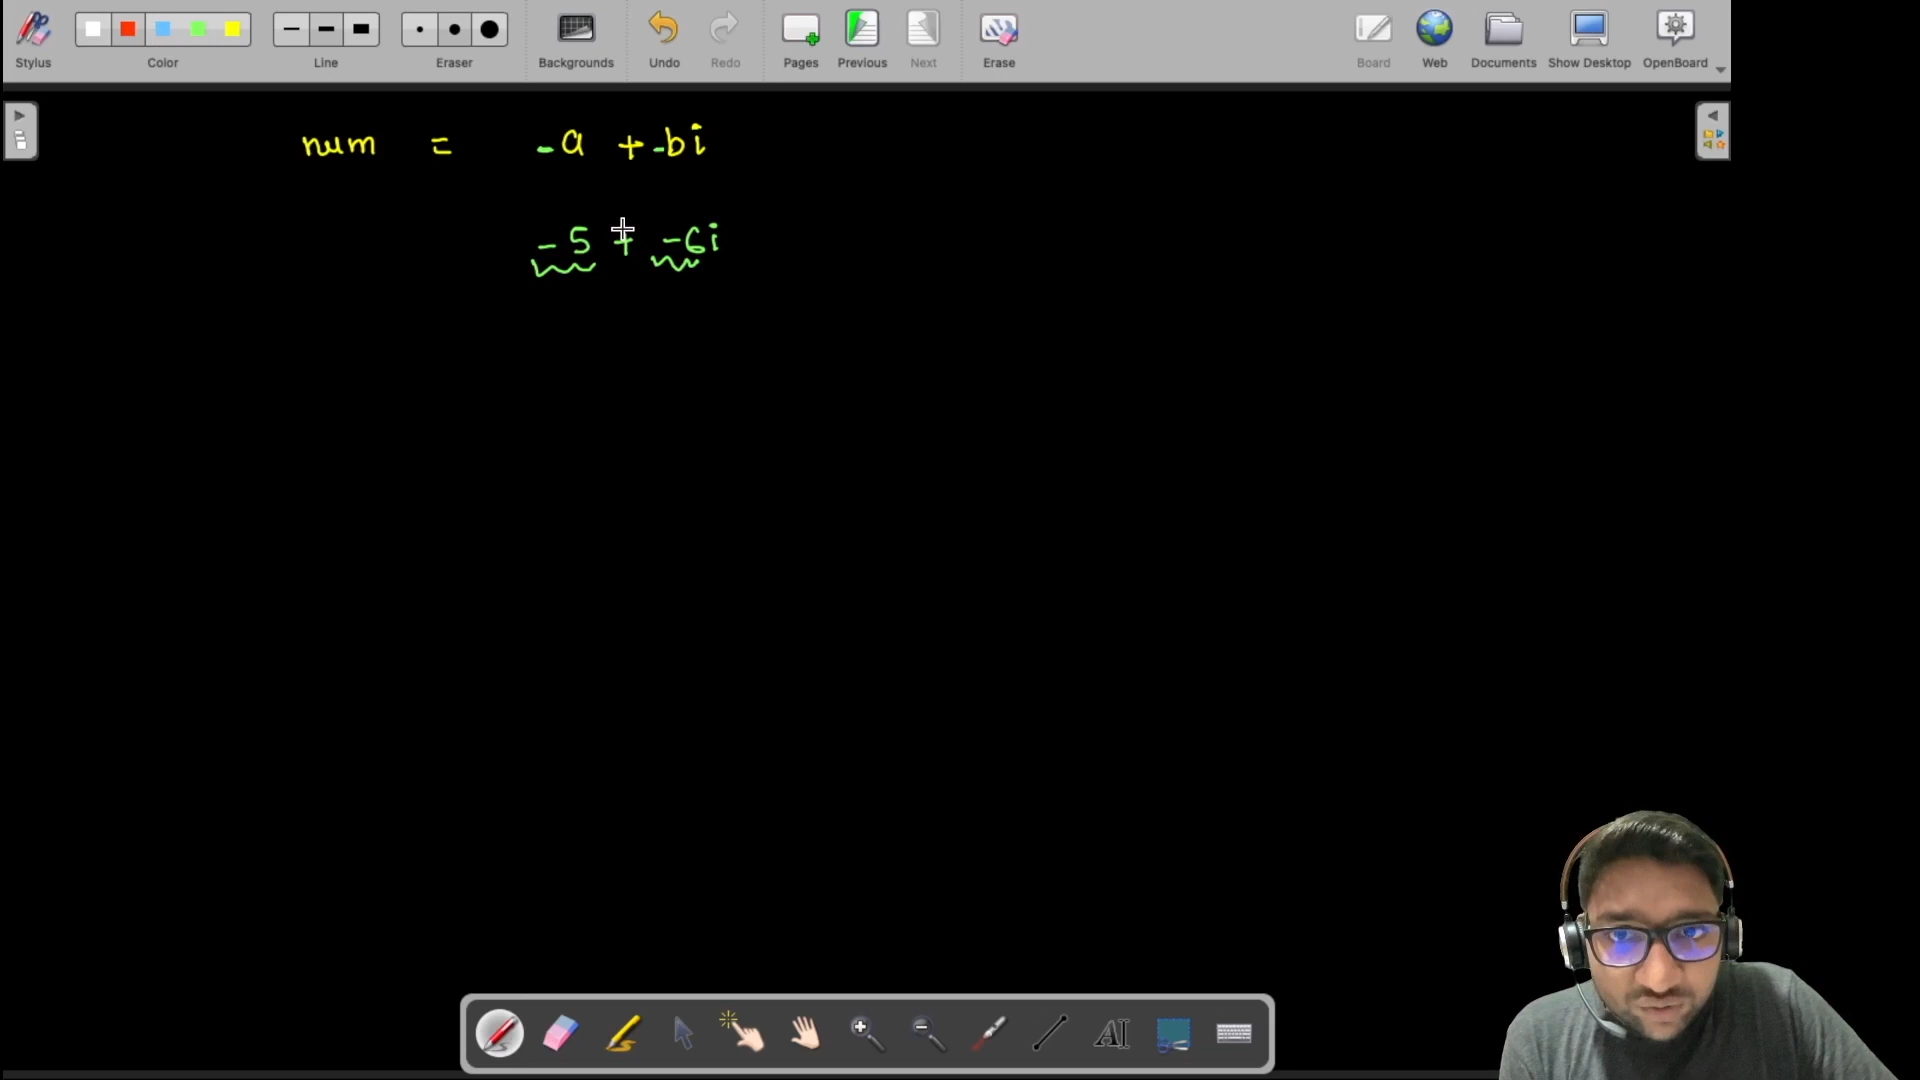 Stylus Color Line Eraser Backgrounds Undo Redo Pages Previous Next Erase Board Web Documents Show Desktop OpenBoard
num = -a + -bi
-5 + -6i
AI